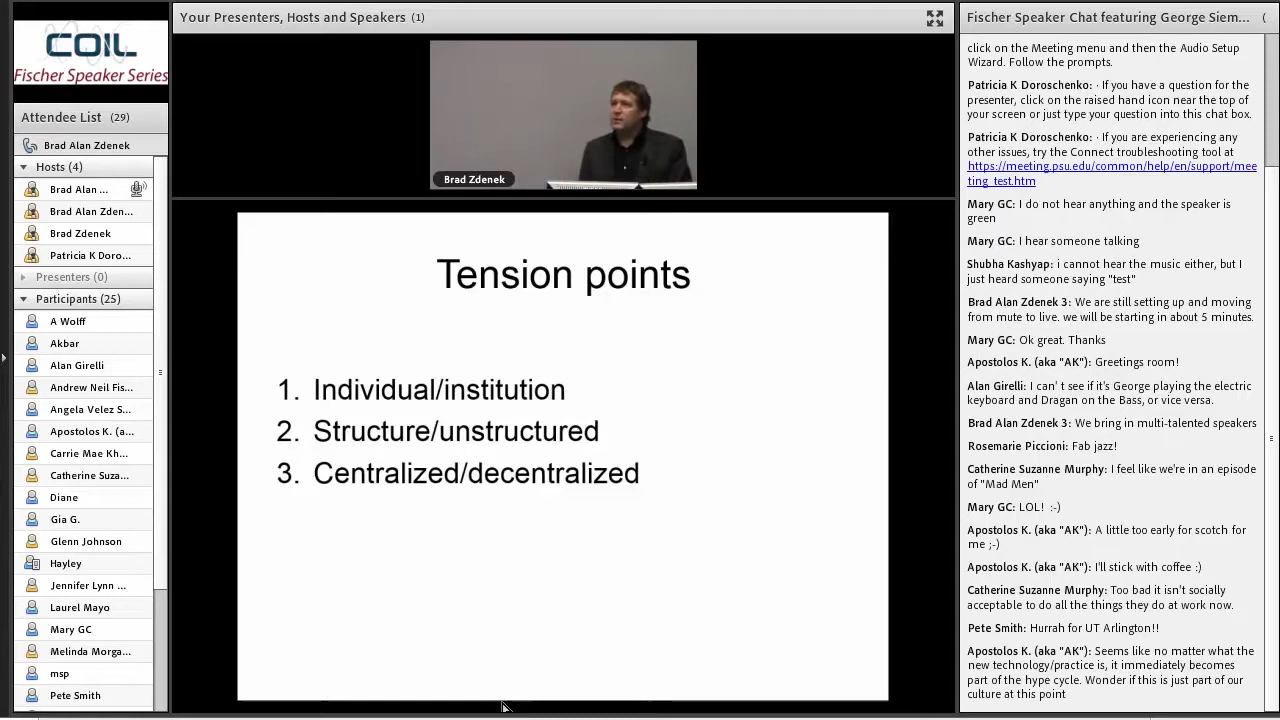 COIL
Fischer Speaker Series
Attendee List (29)
Brad Alan Zdenek
Hosts (4)
Brad Alan ...
Brad Alan Zden...
Brad Zdenek
Patricia K Doro...
Presenters (0)
Participants (25)
A Wolff
Akbar
Alan Girelli
Andrew Neil Fis...
Angela Velez S...
Apostolos K. (a...
Carrie Mae Kh...
Catherine Suza...
Diane
Gia G.
Glenn Johnson
Hayley
Jennifer Lynn ...
Laurel Mayo
Mary GC
Melinda Morga...
msp
Pete Smith
Your Presenters, Hosts and Speakers (1)
Brad Zdenek
Tension points
1. Individual/institution
2. Structure/unstructured
3. Centralized/decentralized
Fischer Speaker Chat featuring George Siem... (
click on the Meeting menu and then the Audio Setup
Wizard. Follow the prompts.
Patricia K Doroschenko: · If you have a question for the
presenter, click on the raised hand icon near the top of
your screen or just type your question into this chat box.
Patricia K Doroschenko: · If you are experiencing any
other issues, try the Connect troubleshooting tool at
https://meeting.psu.edu/common/help/en/support/mee
ting_test.htm
Mary GC: I do not hear anything and the speaker is
green
Mary GC: I hear someone talking
Shubha Kashyap: i cannot hear the music either, but I
just heard someone saying "test"
Brad Alan Zdenek 3: We are still setting up and moving
from mute to live. we will be starting in about 5 minutes.
Mary GC: Ok great. Thanks
Apostolos K. (aka "AK"): Greetings room!
Alan Girelli: I can' t see if it's George playing the electric
keyboard and Dragan on the Bass, or vice versa.
Brad Alan Zdenek 3: We bring in multi-talented speakers
Rosemarie Piccioni: Fab jazz!
Catherine Suzanne Murphy: I feel like we're in an episode
of "Mad Men"
Mary GC: LOL! :-)
Apostolos K. (aka "AK"): A little too early for scotch for
me ;-)
Apostolos K. (aka "AK"): I'll stick with coffee :)
Catherine Suzanne Murphy: Too bad it isn't socially
acceptable to do all the things they do at work now.
Pete Smith: Hurrah for UT Arlington!!
Apostolos K. (aka "AK"): Seems like no matter what the
new technology/practice is, it immediately becomes
part of the hype cycle. Wonder if this is just part of our
culture at this point